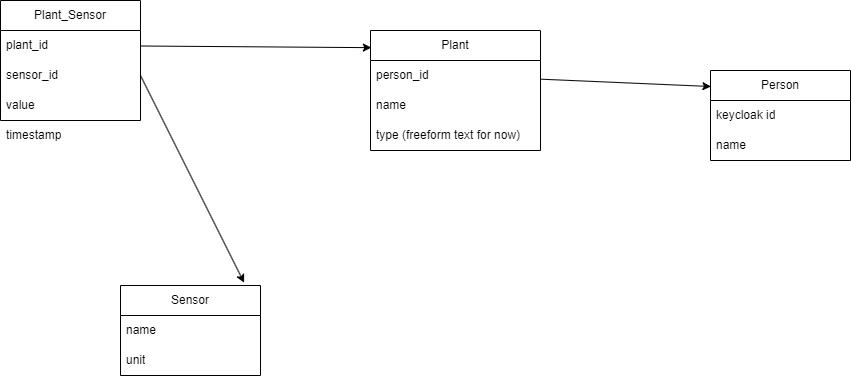 Plant_Sensor
plant_id
sensor_id
value
timestamp
Plant
person_id
name
type (freeform text for now)
Person
keycloak id
name
Sensor
name
unit